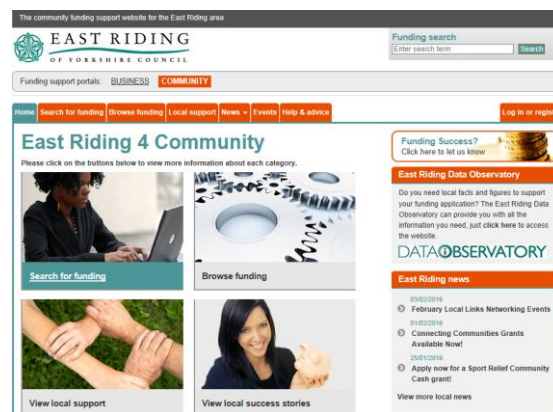 The community funding support website for the East Riding area
EAST RIDING
OF YORKSHIRE COUNCIL
Funding search
Enter search term
Search
Funding support portals: BUSINESS COMMUNITY
Home Search for funding Browse funding Local support News Events Help & advice
Log in or regis
East Riding 4 Community
Please click on the buttons below to view more information about each category.
Search for funding
Browse funding
View local support
View local success stories
Funding Success?
Click here to let us know
East Riding Data Observatory
Do you need local facts and figures to support
your funding application? The East Riding Data
Observatory can provide you with all the
information you need, just click here to access
the website.
DATA OBSERVATORY
East Riding news
03/02/2016
February Local Links Networking Events
01/02/2016
Connecting Communities Grants
Available Now!
25/01/2016
Apply now for a Sport Relief Community
Cash grant!
View more local news